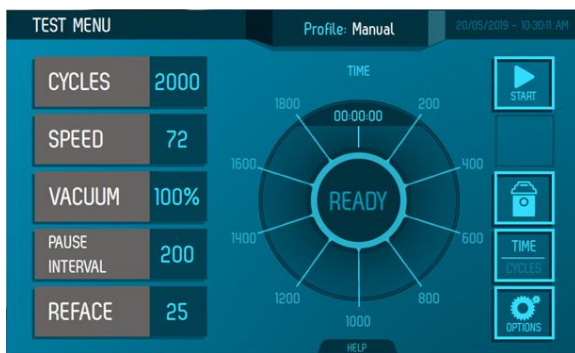 TEST MENU
Profile: Manual
20/05/2019 - 10:30:11 AM
CYCLES 2000
SPEED 72
VACUUM 100%
PAUSE
INTERVAL
200
REFACE 25
TIME
00:00:00
200
400
600
800
1000
1200
1400
1600
1800
READY
HELP
START
TIME
CYCLES
OPTIONS